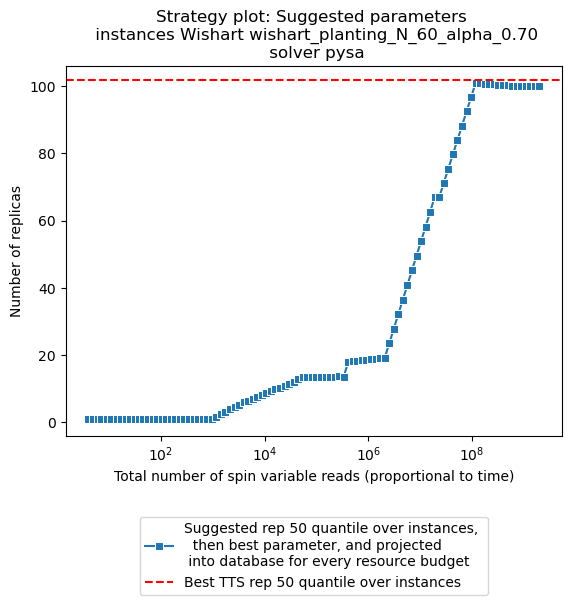 Strategy plot: Suggested parameters
instances Wishart wishart_planting_N_60_alpha_0.70
solver pysa
100
80
60
40
20
0
Number of replicas
10^2
10^4
10^6
10^8
Total number of spin variable reads (proportional to time)
Suggested rep 50 quantile over instances,
then best parameter, and projected
into database for every resource budget
Best TTS rep 50 quantile over instances